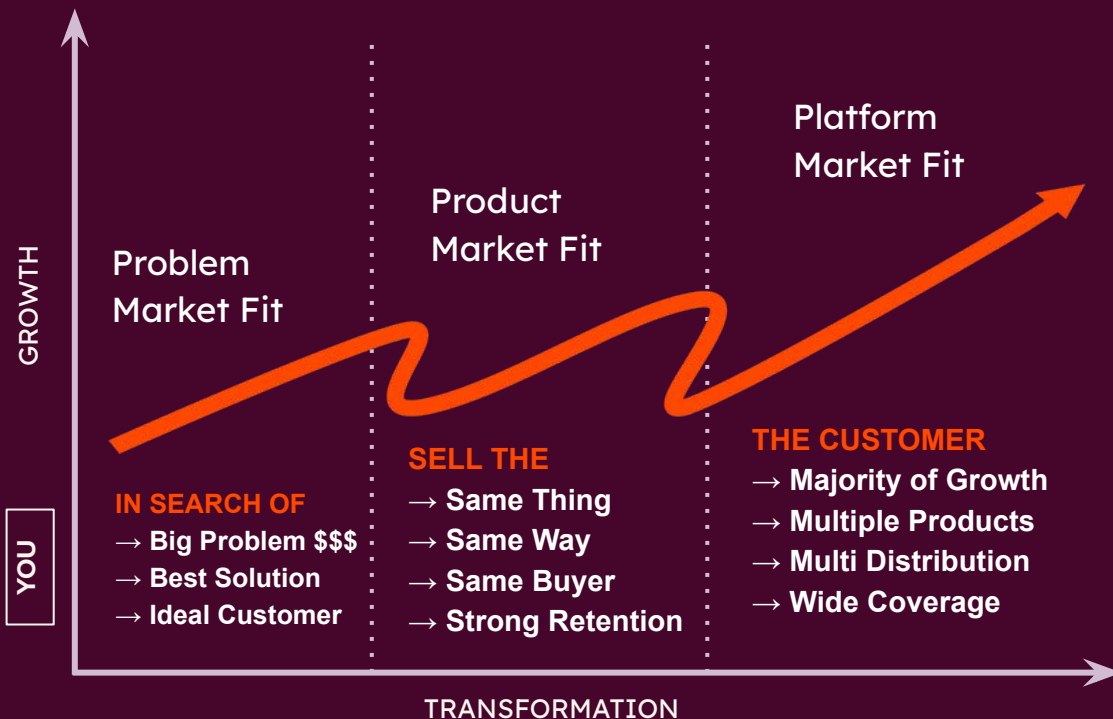 Problem
Market Fit
Product
Market Fit
Platform
Market Fit
GROWTH
YOU
IN SEARCH OF
→ Big Problem $$$
→ Best Solution
→ Ideal Customer
SELL THE
→ Same Thing
→ Same Way
→ Same Buyer
→ Strong Retention
THE CUSTOMER
→ Majority of Growth
→ Multiple Products
→ Multi Distribution
→ Wide Coverage
TRANSFORMATION